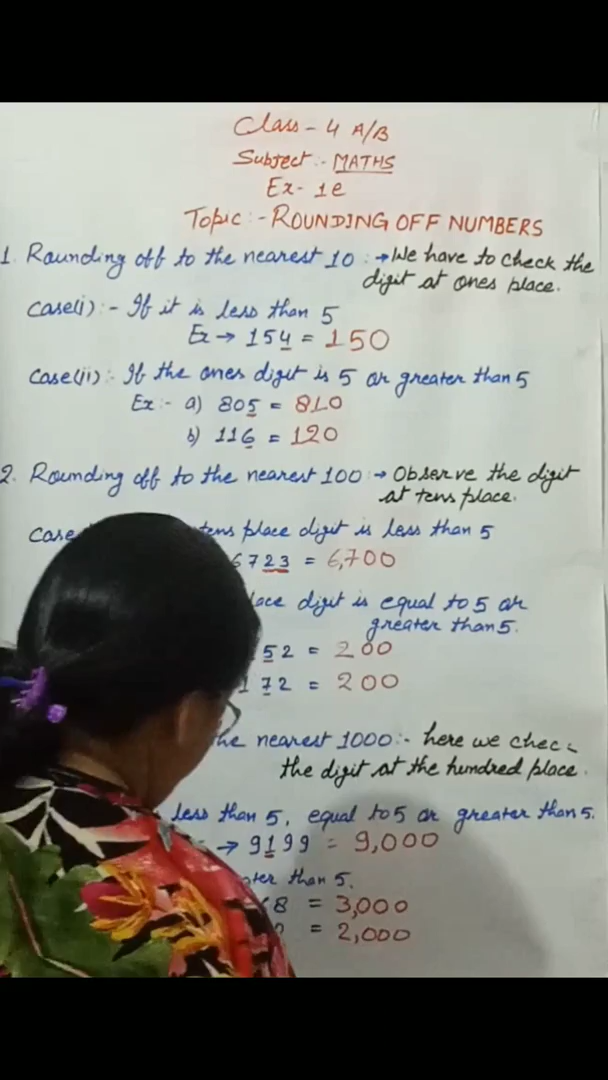 Class - 4 A/B
Subject :- MATHS
Ex - 1e
Topic :- ROUNDING OFF NUMBERS
1. Rounding off to the nearest 10 :→ We have to check the
digit at ones place.
Case(i) :- If it is less than 5
Ex → 154 = 150
Case(ii) :- If the ones digit is 5 or greater than 5
Ex :- a) 805 = 810
b) 116 = 120
2. Rounding off to the nearest 100 :→ Observe the digit
at tens place.
Case tens place digit is less than 5
6723 = 6,700
place digit is equal to 5 or
greater than 5.
52 = 200
172 = 200
the nearest 1000 :- here we check
the digit at the hundred place.
less than 5, equal to 5 or greater than 5.
→ 9199 = 9,000
than 5.
8 = 3,000
= 2,000